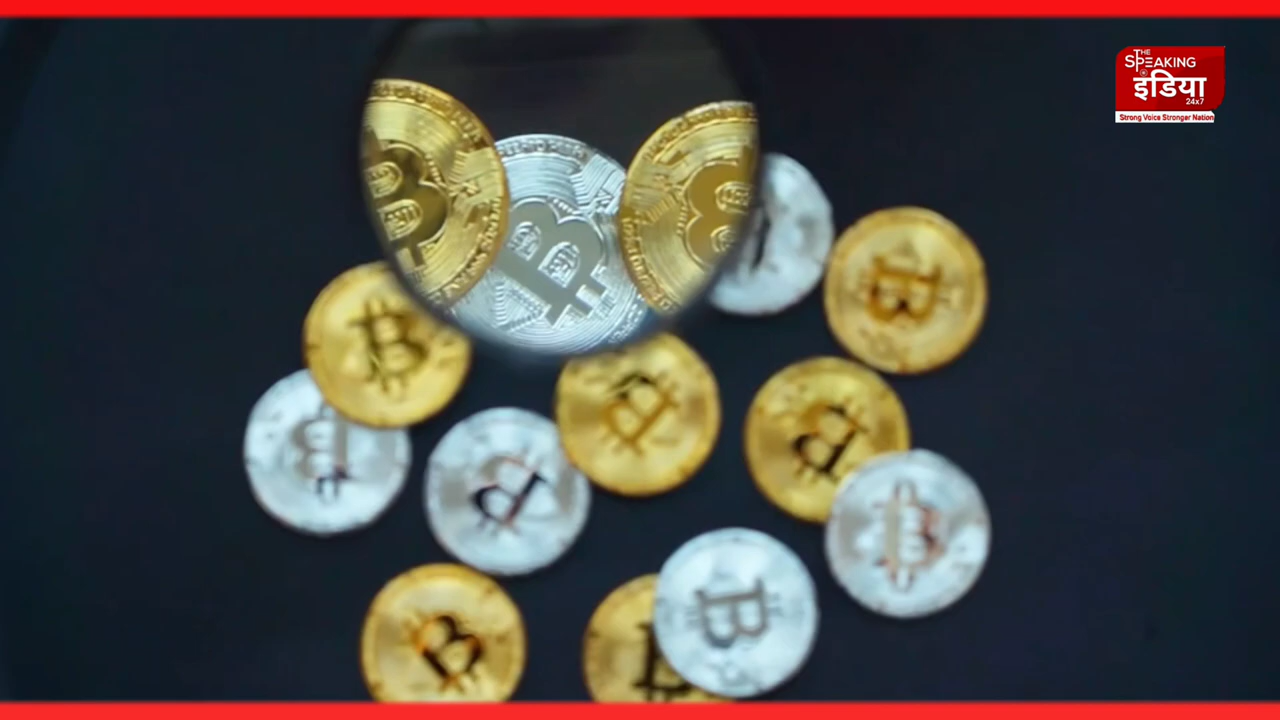 THE
SPEAKING
इंडिया
24x7
Strong Voice Stronger Nation